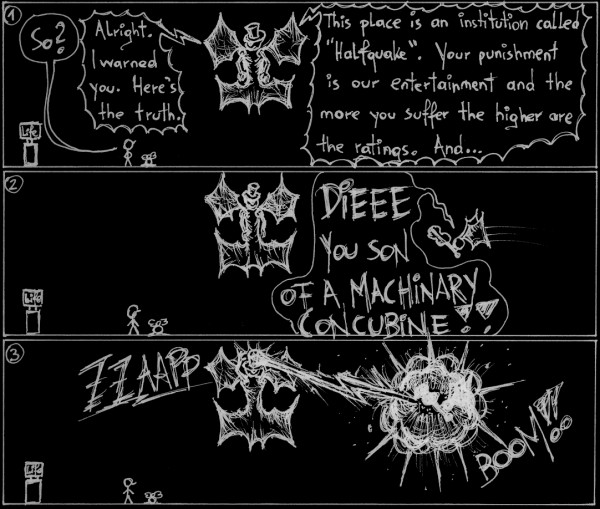 1
So?
Alright.
I warned
you. Here's
the truth.
This place is an institution called
"Halfquake". Your punishment
is our entertainment and the
more you suffer the higher are
the ratings. And...
Life
2
DIEEE
YOU SON
OF A MACHINARY
CONCUBINE!!
Life
3
ZZAAPP
BOOM!!
Life